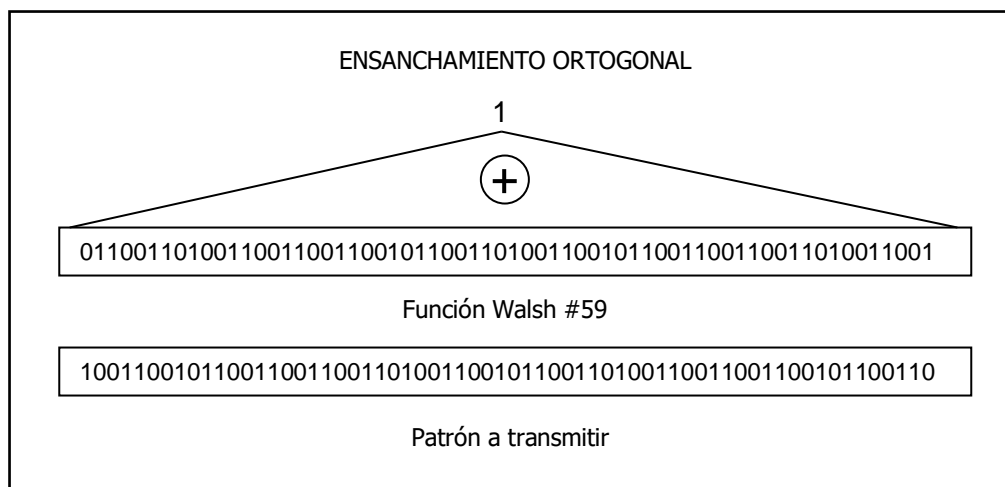 ENSANCHAMIENTO ORTOGONAL
1
+
0110011010011001100110010110011010011001011001100110011010011001
Función Walsh #59
1001100101100110011001101001100101100110100110011001100101100110
Patrón a transmitir